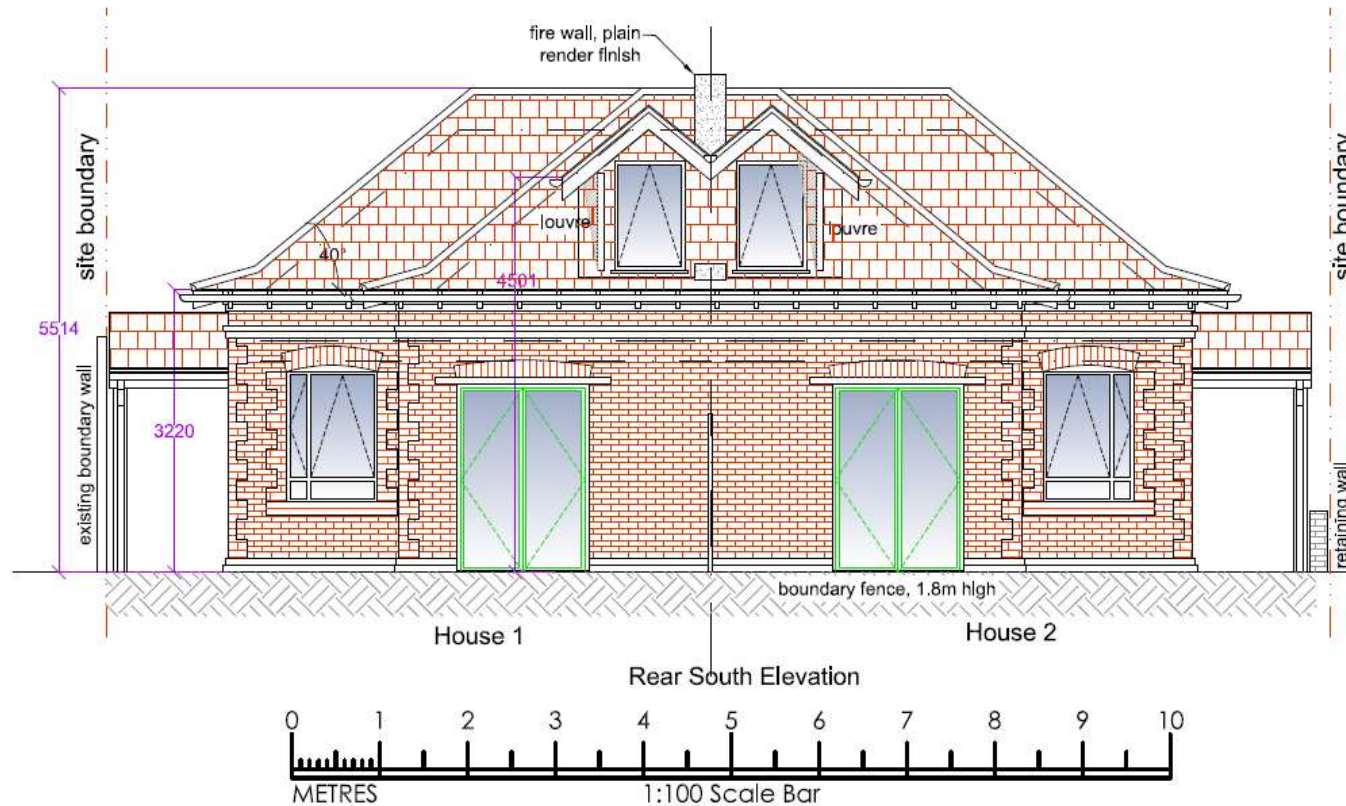 fire wall, plain
render finish
site boundary
site boundary
louvre
louvre
40°
4501
5514
3220
existing boundary wall
retaining wall
boundary fence, 1.8m high
House 1
House 2
Rear South Elevation
0 1 2 3 4 5 6 7 8 9 10
METRES 1:100 Scale Bar